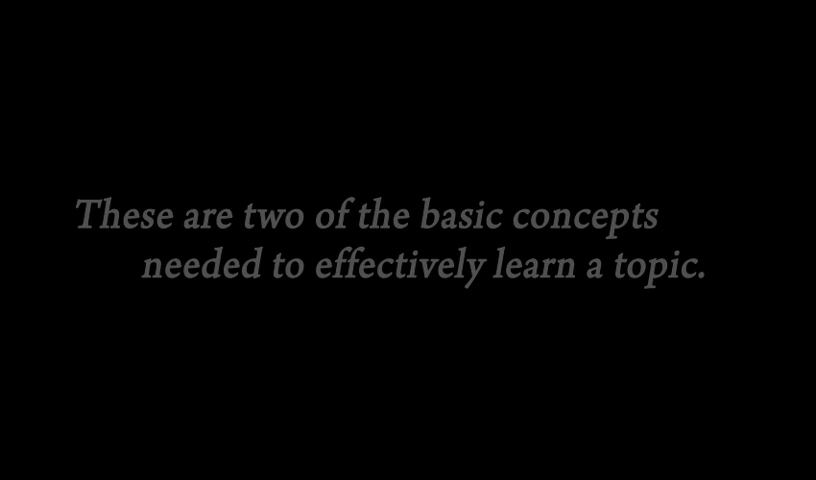 These are two of the basic concepts
needed to effectively learn a topic.